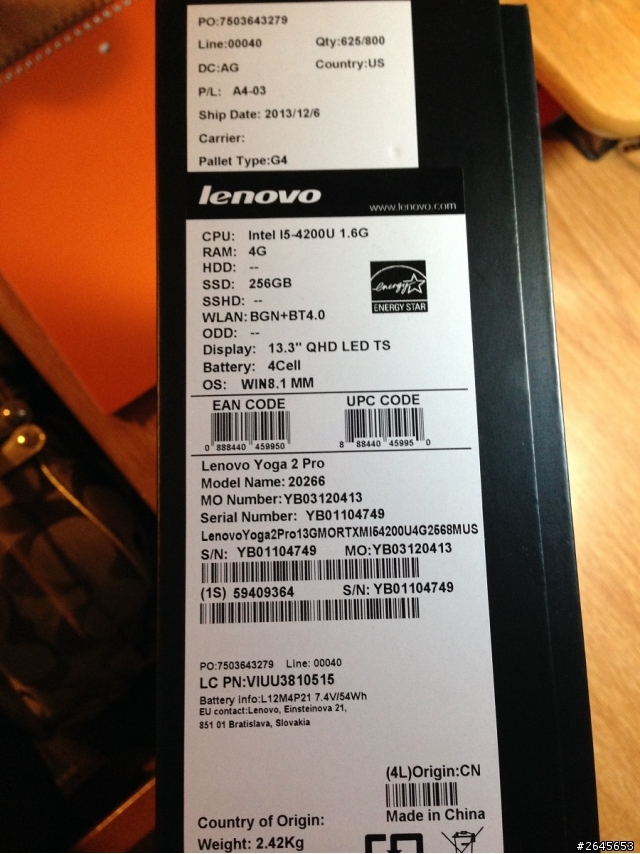 PO:7503643279
Line:00040 Qty:625/800
DC:AG Country:US
P/L: A4-03
Ship Date: 2013/12/6
Carrier:
Pallet Type:G4
lenovo www.lenovo.com
CPU: Intel I5-4200U 1.6G
RAM: 4G
HDD: --
SSD: 256GB
SSHD: --
WLAN:BGN+BT4.0
ODD: --
Display: 13.3" QHD LED TS
Battery: 4Cell
OS: WIN8.1 MM
energy
ENERGY STAR
EAN CODE UPC CODE
0 888440 459950 8 88440 45995 0
Lenovo Yoga 2 Pro
Model Name: 20266
MO Number:YB03120413
Serial Number: YB01104749
LenovoYoga2Pro13GMORTXMI54200U4G2568MUS
S/N: YB01104749 MO:YB03120413
(1S) 59409364 S/N: YB01104749
PO:7503643279 Line: 00040
LC PN:VIUU3810515
Battery info:L12M4P21 7.4V/54Wh
EU contact:Lenovo, Einsteinova 21,
851 01 Bratislava, Slovakia
(4L)Origin:CN
Country of Origin: Made in China
Weight: 2.42Kg
#2645653